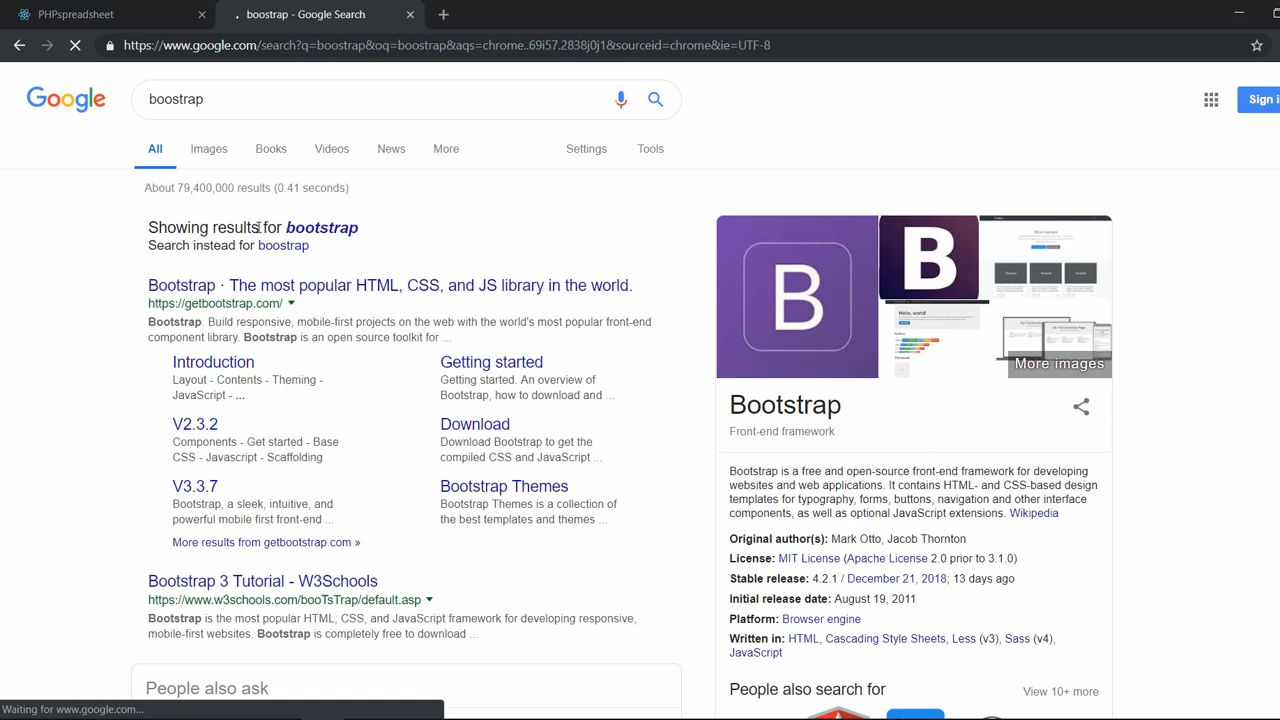 PHPspreadsheet
boostrap - Google Search
https://www.google.com/search?q=boostrap&oq=boostrap&aqs=chrome..69i57.2838j0j1&sourceid=chrome&ie=UTF-8
Google
boostrap
Sign i
All Images Books Videos News More Settings Tools
About 79,400,000 results (0.41 seconds)
Showing results for bootstrap
Search instead for boostrap
Bootstrap · The most popular HTML, CSS, and JS library in the world.
https://getbootstrap.com/
Bootstrap. Build responsive, mobile-first projects on the web with the world's most popular front-end
component library. Bootstrap is an open source toolkit for ...
Introduction
Layout - Contents - Theming -
JavaScript - ...
Getting started
Getting started. An overview of
Bootstrap, how to download and ...
V2.3.2
Components - Get started - Base
CSS - Javascript - Scaffolding
Download
Download Bootstrap to get the
compiled CSS and JavaScript ...
V3.3.7
Bootstrap, a sleek, intuitive, and
powerful mobile first front-end ...
Bootstrap Themes
Bootstrap Themes is a collection of
the best templates and themes ...
More results from getbootstrap.com »
Bootstrap 3 Tutorial - W3Schools
https://www.w3schools.com/booTsTrap/default.asp
Bootstrap is the most popular HTML, CSS, and JavaScript framework for developing responsive,
mobile-first websites. Bootstrap is completely free to download ...
People also ask
Waiting for www.google.com...
B
B
Hello, world!
More images
Bootstrap
Front-end framework
Bootstrap is a free and open-source front-end framework for developing
websites and web applications. It contains HTML- and CSS-based design
templates for typography, forms, buttons, navigation and other interface
components, as well as optional JavaScript extensions. Wikipedia
Original author(s): Mark Otto, Jacob Thornton
License: MIT License (Apache License 2.0 prior to 3.1.0)
Stable release: 4.2.1 / December 21, 2018; 13 days ago
Initial release date: August 19, 2011
Platform: Browser engine
Written in: HTML, Cascading Style Sheets, Less (v3), Sass (v4),
JavaScript
People also search for
View 10+ more